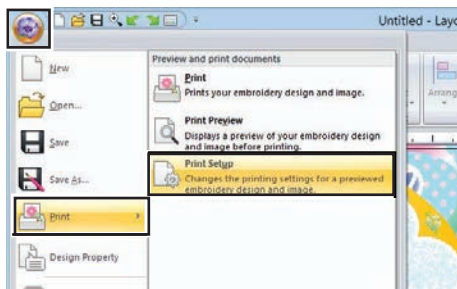 Untitled - Layo
New
Open...
Save
Save As...
Print
Design Property
Preview and print documents
Print
Prints your embroidery design and image.
Print Preview
Displays a preview of your embroidery design
and image before printing.
Print Setup
Changes the printing settings for a previewed
embroidery design and image.
Arrang